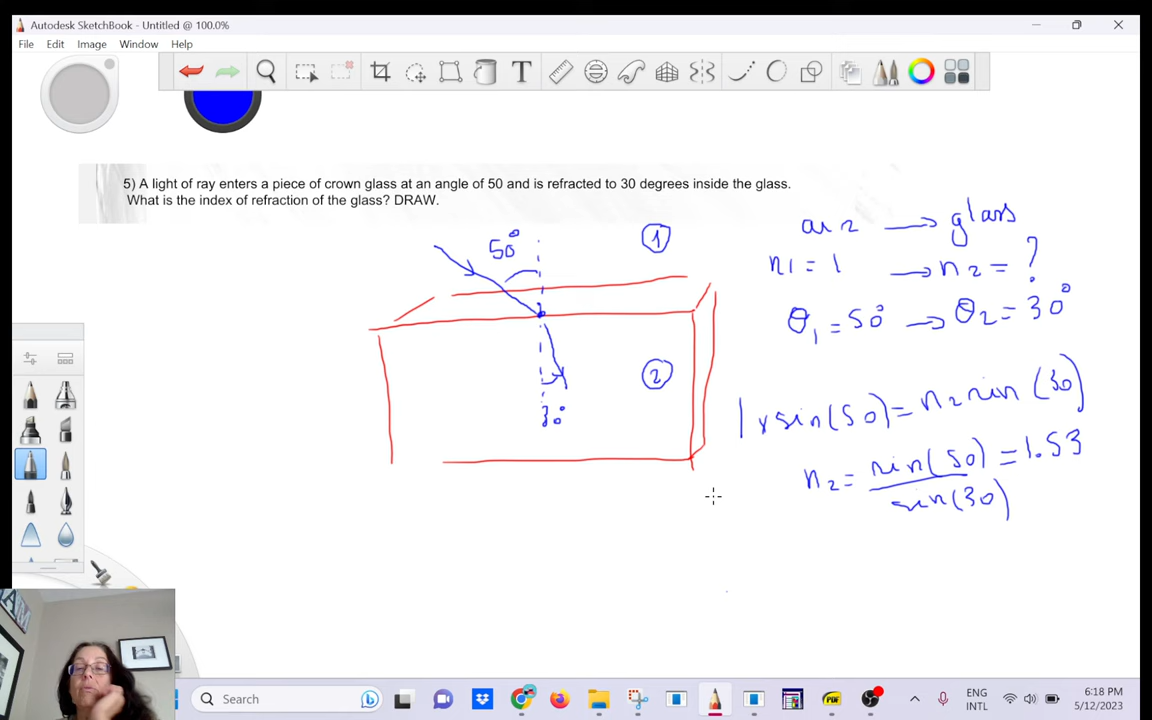 Autodesk SketchBook - Untitled @ 100.0%
File Edit Image Window Help
T
5) A light of ray enters a piece of crown glass at an angle of 50 and is refracted to 30 degrees inside the glass.
What is the index of refraction of the glass? DRAW.
air → glass
n1 = 1 → n2 = ?
θ1 = 50° → θ2 = 30°
50°
1
2
30°
1 x sin(50) = n2 sin(30)
n2 = sin(50) / sin(30) = 1.53
Search
ENG
INTL
6:18 PM
5/12/2023